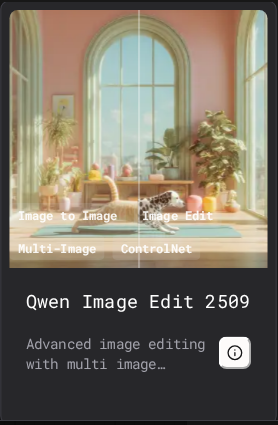 Image to Image Image Edit
Multi-Image ControlNet
Qwen Image Edit 2509
Advanced image editing
with multi image…